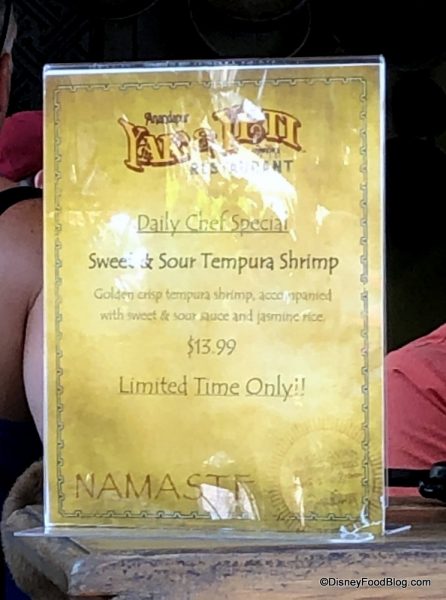 Anandapur
YAK & YETI
RESTAURANT
Daily Chef Special
Sweet & Sour Tempura Shrimp
Golden crisp tempura shrimp, accompanied
with sweet & sour sauce and jasmine rice.
$13.99
Limited Time Only!!
NAMASTE
©DisneyFoodBlog.com